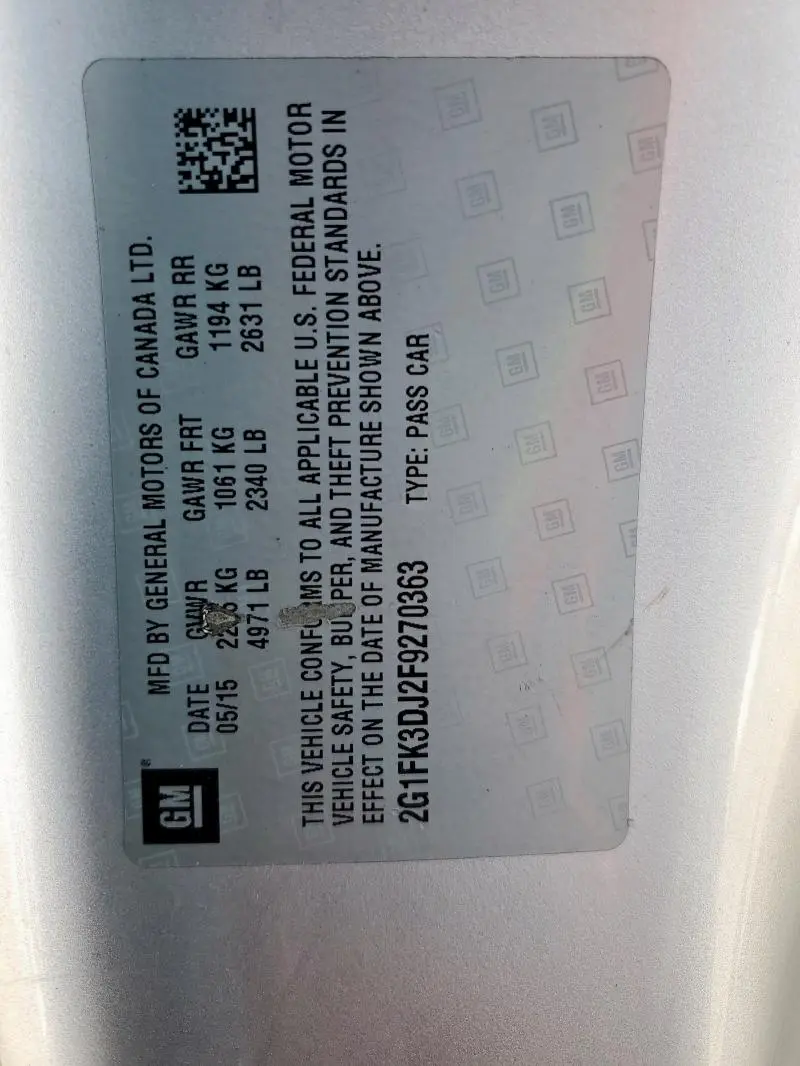 GM®
MFD BY GENERAL MOTORS OF CANADA LTD.
DATE GVWR GAWR FRT GAWR RR
05/15 KG 1061 KG 1194 KG
4971 LB 2340 LB 2631 LB
THIS VEHICLE TO ALL APPLICABLE U.S. FEDERAL MOTOR
VEHICLE SAFETY, AND THEFT PREVENTION STANDARDS IN
EFFECT ON THE DATE OF MANUFACTURE SHOWN ABOVE.
2G1FK3DJ2F9270363 TYPE: PASS CAR